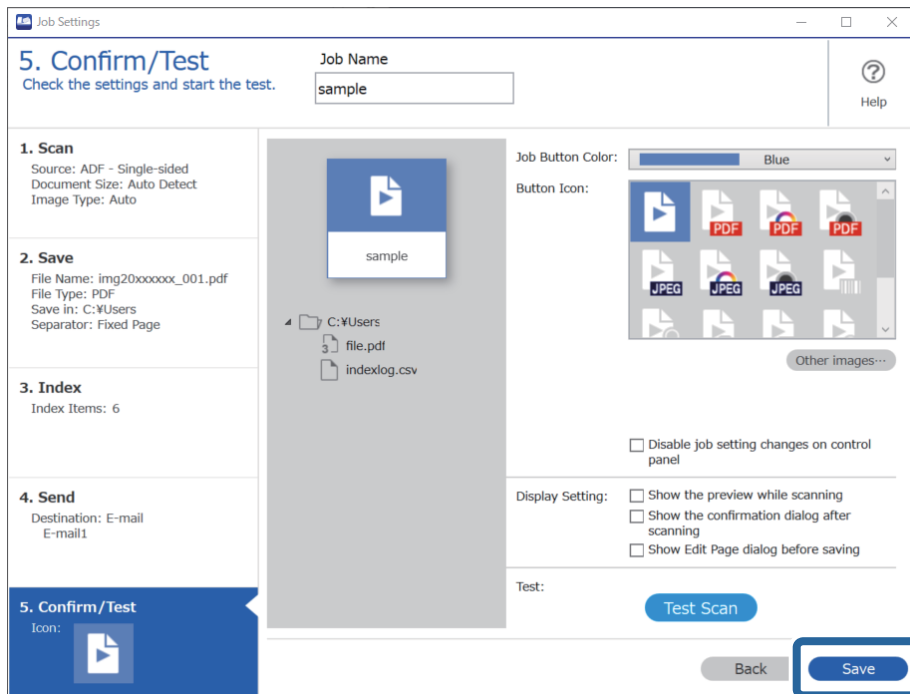 Job Settings
5. Confirm/Test
Check the settings and start the test.
Job Name
sample
Help
1. Scan
Source: ADF - Single-sided
Document Size: Auto Detect
Image Type: Auto
2. Save
File Name: img20xxxxxx_001.pdf
File Type: PDF
Save in: C:¥Users
Separator: Fixed Page
3. Index
Index Items: 6
4. Send
Destination: E-mail
E-mail1
5. Confirm/Test
Icon:
sample
C:¥Users
3 file.pdf
indexlog.csv
Job Button Color: Blue
Button Icon:
PDF PDF PDF
JPEG JPEG JPEG
Other images···
Disable job setting changes on control
panel
Display Setting: Show the preview while scanning
Show the confirmation dialog after
scanning
Show Edit Page dialog before saving
Test:
Test Scan
Back Save